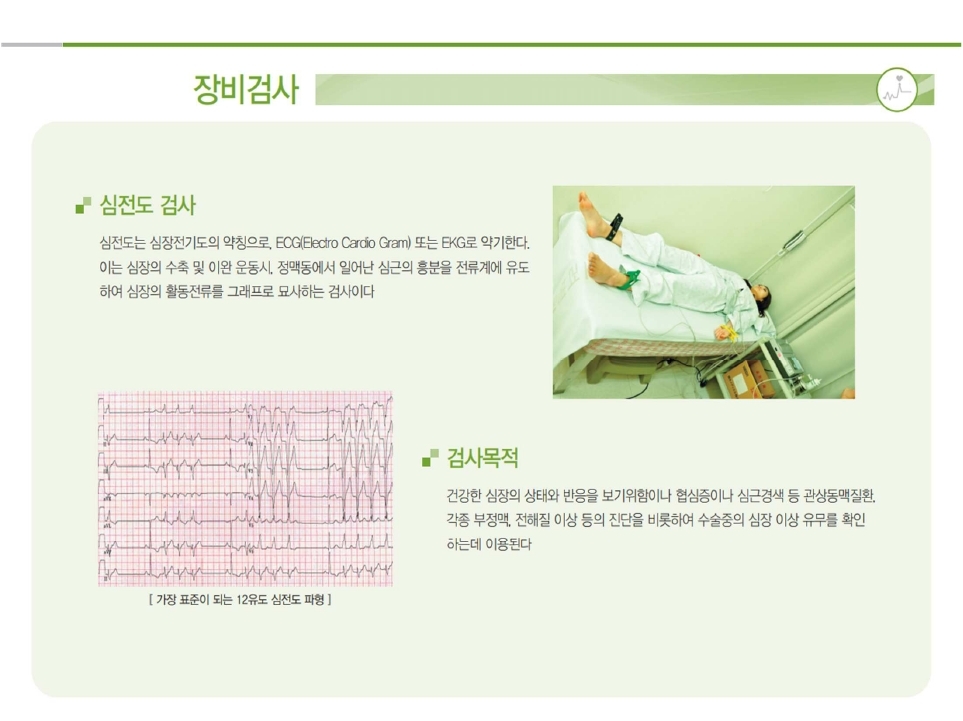 장비검사
심전도 검사
심전도는 심장전기도의 약칭으로, ECG(Electro Cardio Gram) 또는 EKG로 약기한다.
이는 심장의 수축 및 이완 운동시, 정맥동에서 일어난 심근의 흥분을 전류계에 유도
하여 심장의 활동전류를 그래프로 묘사하는 검사이다
[ 가장 표준이 되는 12유도 심전도 파형 ]
검사목적
건강한 심장의 상태와 반응을 보기위함이나 협심증이나 심근경색 등 관상동맥질환,
각종 부정맥, 전해질 이상 등의 진단을 비롯하여 수술중의 심장 이상 유무를 확인
하는데 이용된다